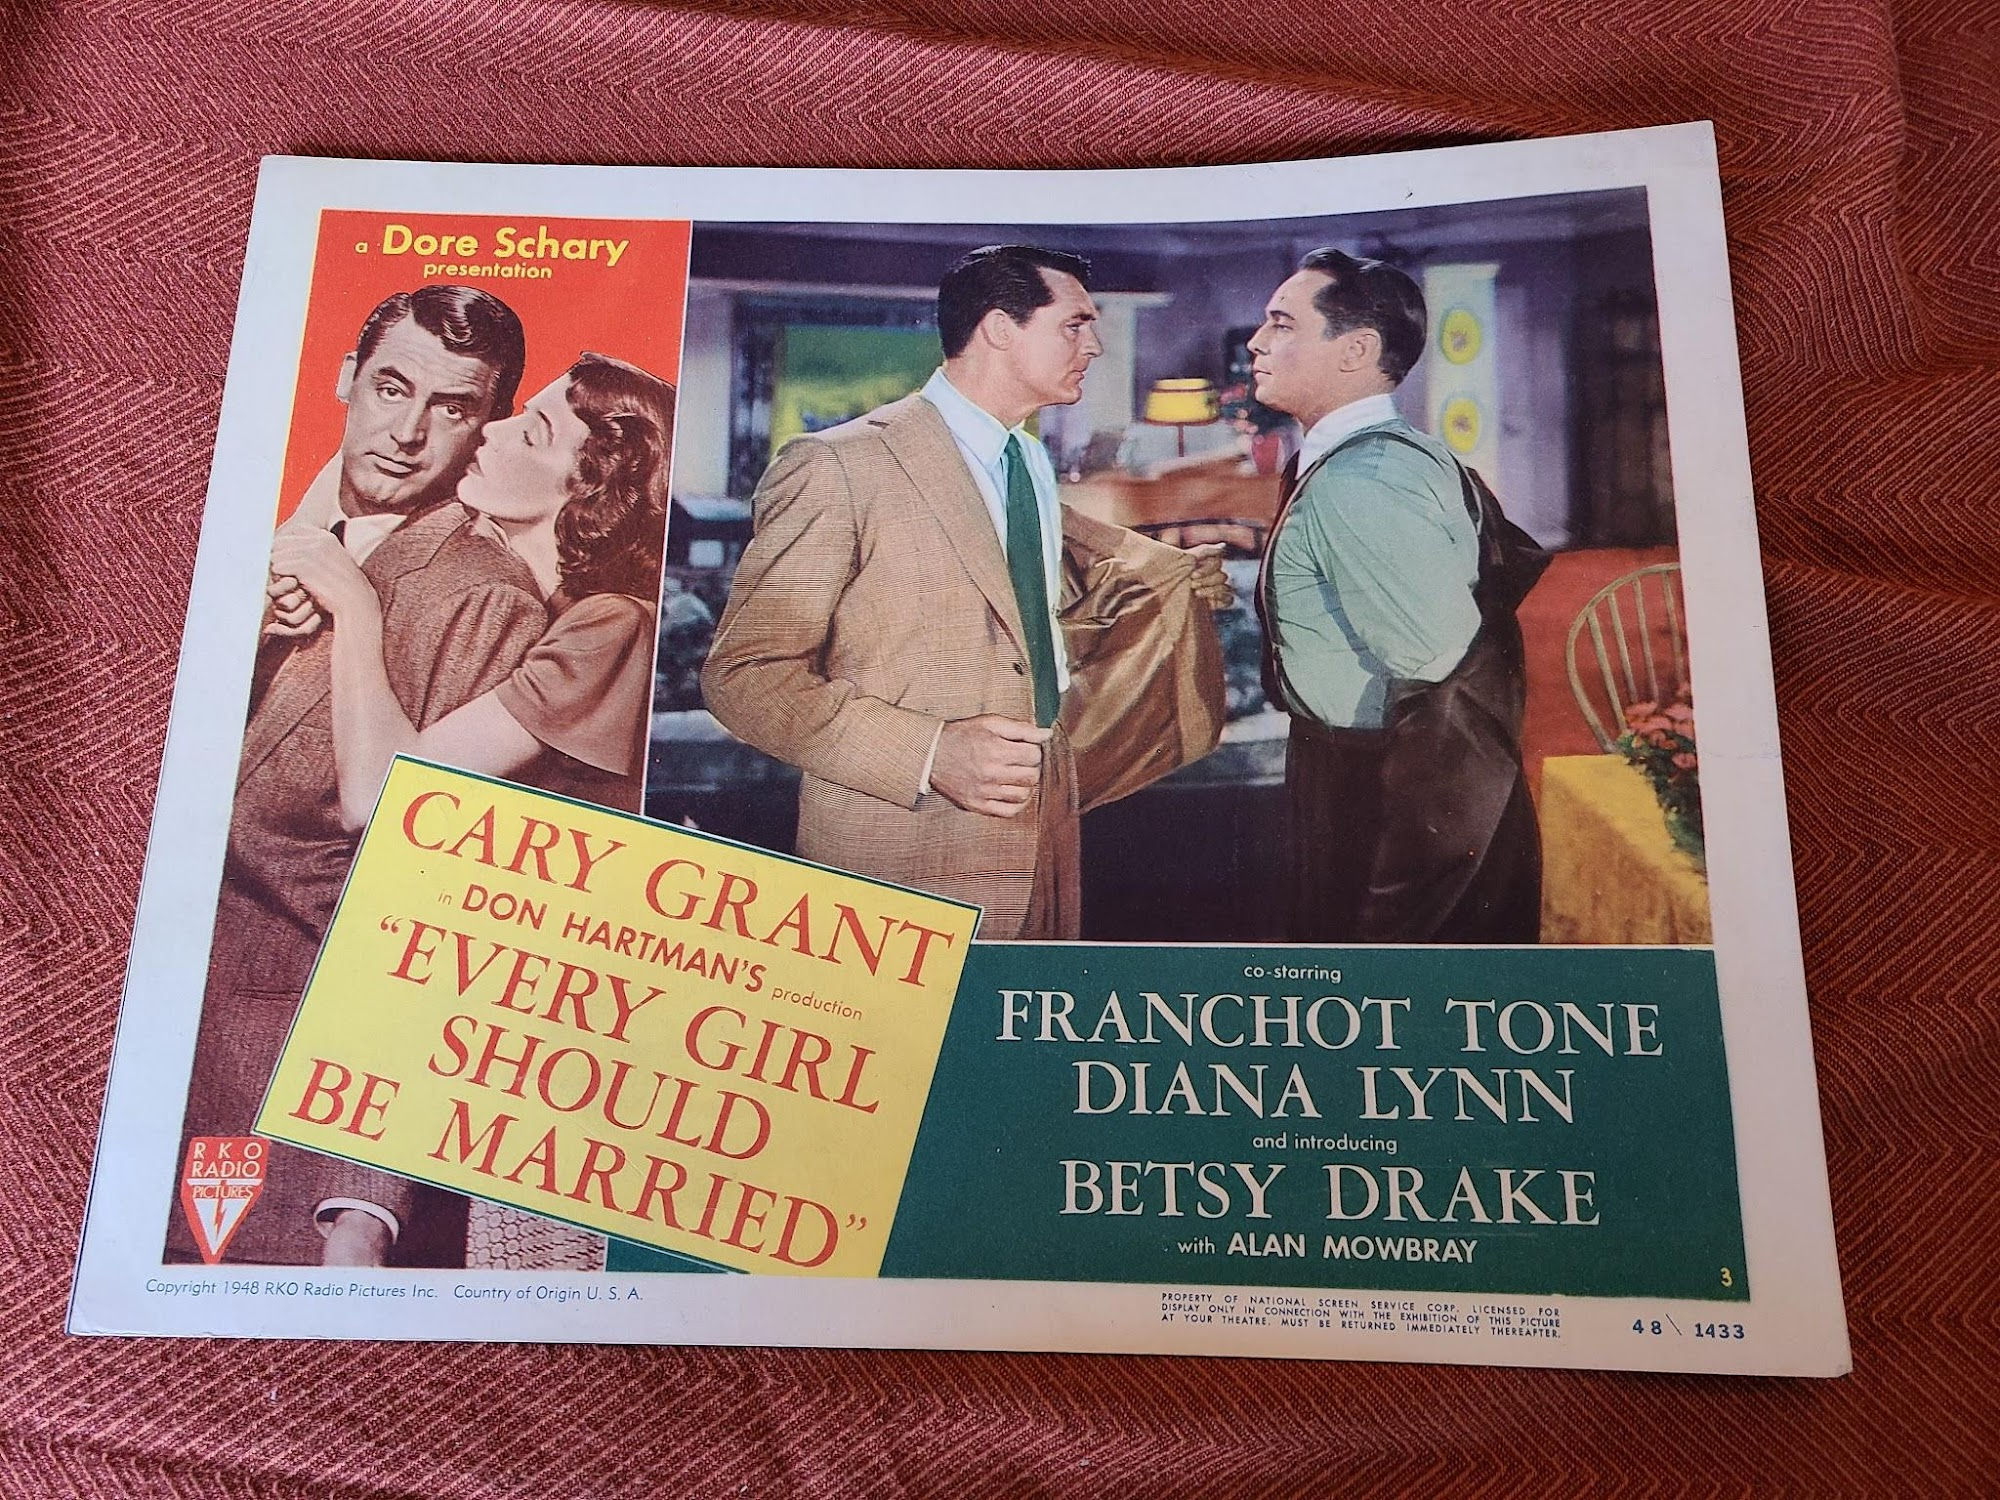 a Dore Schary
presentation
CARY GRANT
in DON HARTMAN'S production
"EVERY GIRL
SHOULD
BE MARRIED"
co-starring
FRANCHOT TONE
DIANA LYNN
and introducing
BETSY DRAKE
with ALAN MOWBRAY
3
RKO
RADIO
PICTURES
Copyright 1948 RKO Radio Pictures Inc. Country of Origin U. S. A.
PROPERTY OF NATIONAL SCREEN SERVICE CORP. LICENSED FOR
DISPLAY ONLY IN CONNECTION WITH THE EXHIBITION OF THIS PICTURE
AT YOUR THEATRE. MUST BE RETURNED IMMEDIATELY THEREAFTER.
48 \ 1433